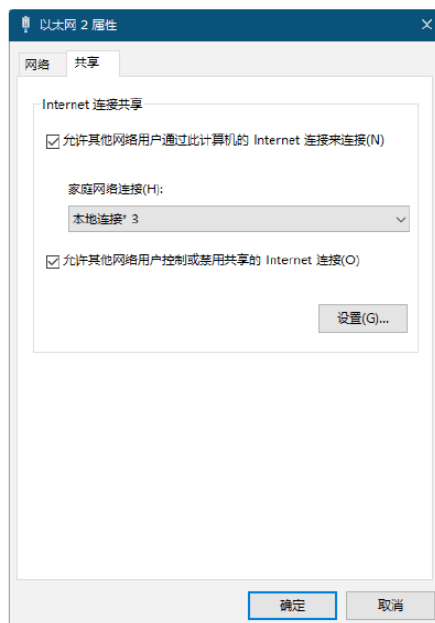 以太网 2 属性
网络
共享
Internet 连接共享
允许其他网络用户通过此计算机的 Internet 连接来连接(N)
家庭网络连接(H):
本地连接* 3
允许其他网络用户控制或禁用共享的 Internet 连接(O)
设置(G)...
确定
取消